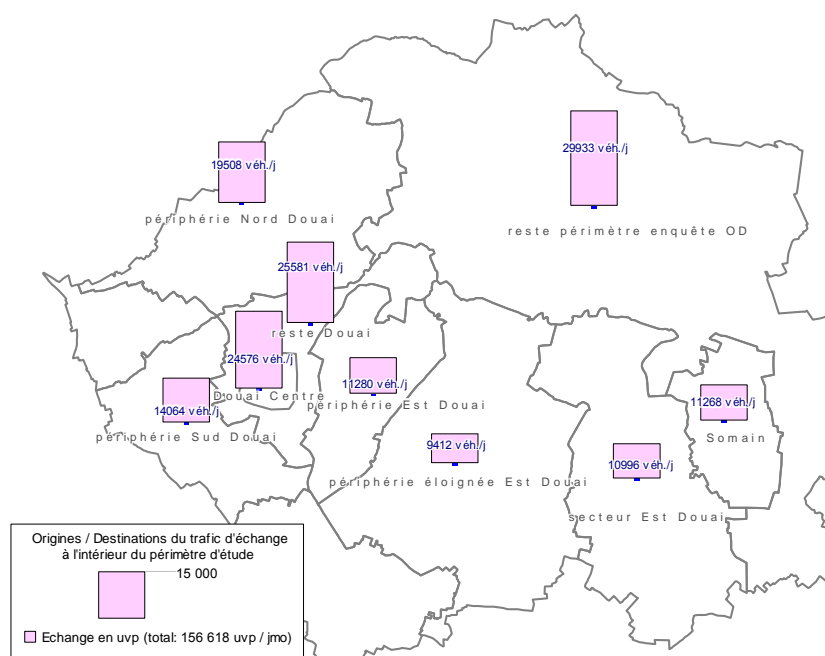 19508 véh./j
périphérie Nord Douai
29933 véh./j
reste périmètre enquête OD
25581 véh./j
reste Douai
24576 véh./j
Douai Centre
11280 véh./j
périphérie Est Douai
14064 véh./j
périphérie Sud Douai
11268 véh./j
Somain
9412 véh./j
périphérie éloignée Est Douai
10996 véh./j
secteur Est Douai
Origines / Destinations du trafic d'échange
à l'intérieur du périmètre d'étude
15 000
Echange en uvp (total: 156 618 uvp / jmo)